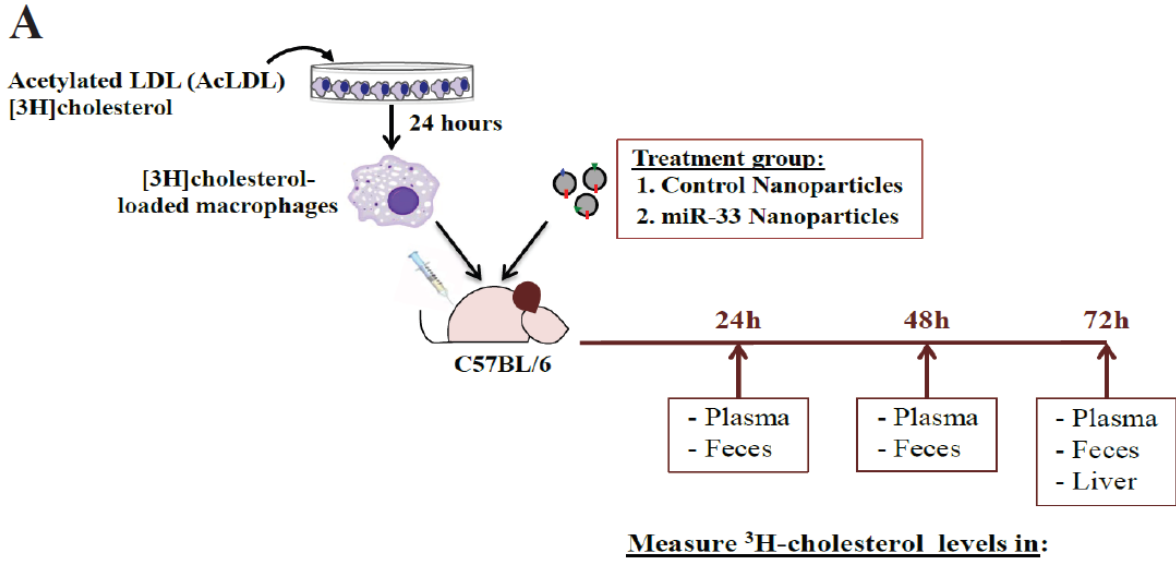 A
Acetylated LDL (AcLDL)
[3H]cholesterol
24 hours
[3H]cholesterol-
loaded macrophages
Treatment group:
1. Control Nanoparticles
2. miR-33 Nanoparticles
C57BL/6
24h
48h
72h
- Plasma
- Feces
- Plasma
- Feces
- Plasma
- Feces
- Liver
Measure ³H-cholesterol levels in: